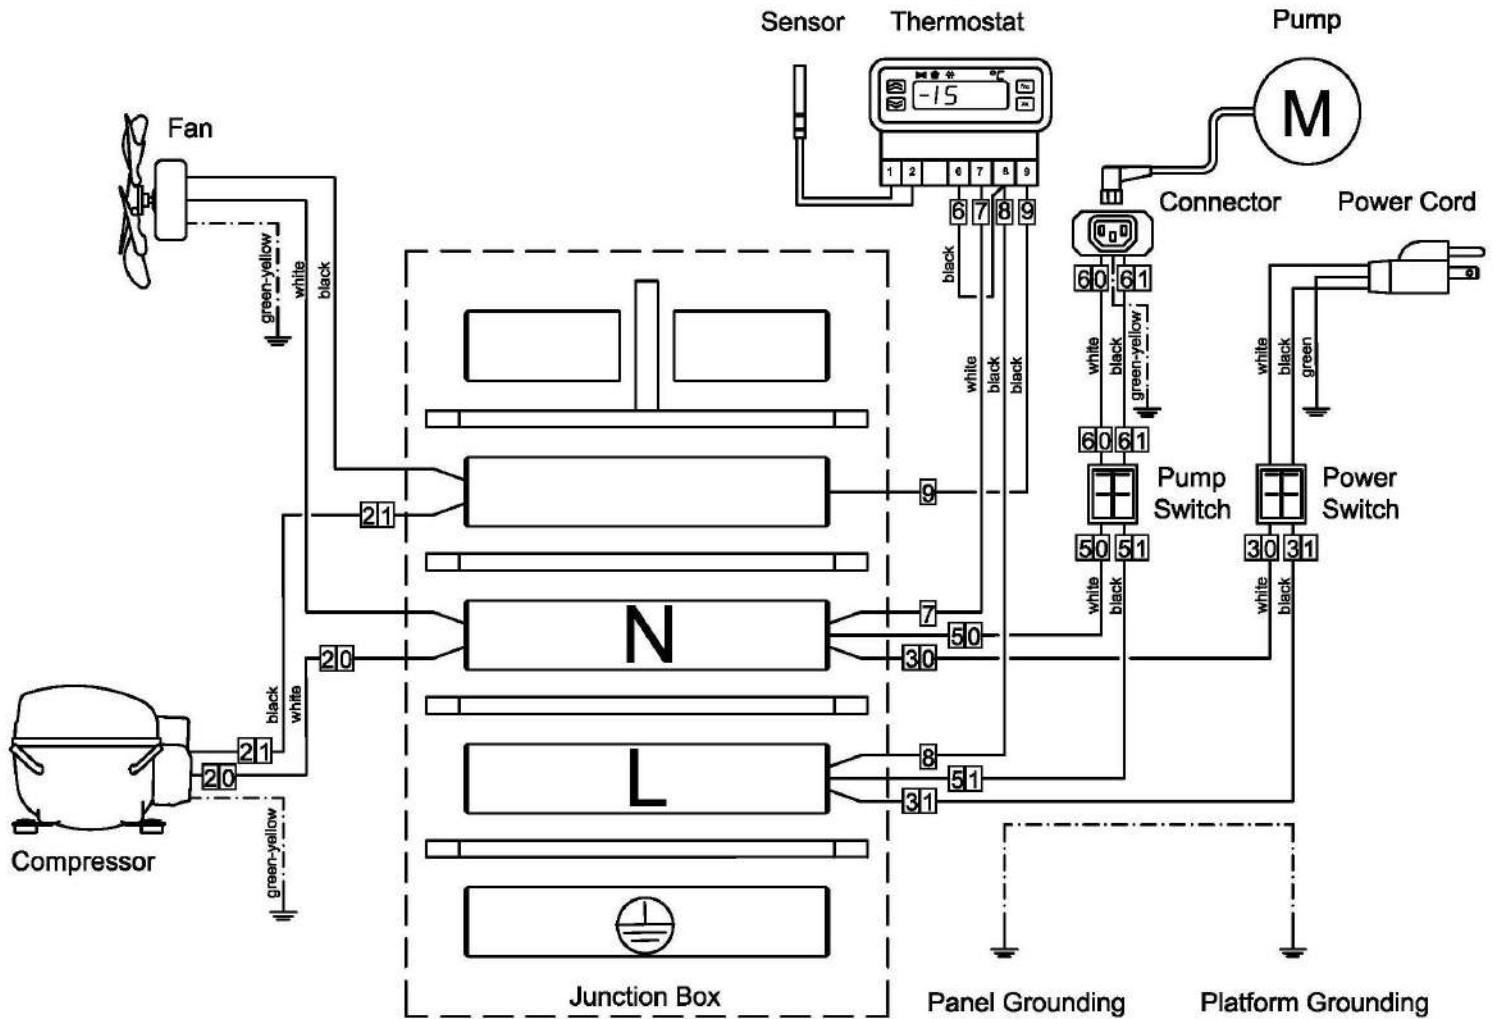 Sensor Thermostat Pump
°C
-15
M
Fan
1 2 6 7 8 9
Connector Power Cord
6 7 8 9
green-yellow
white
black
black
60 61
white
black
black
white
black
green-yellow
white
black
green
60 61
Pump
Switch
Power
Switch
9
21
50 51
30 31
white
black
white
black
N
7
50
30
20
black
white
21
20
L
8
51
31
green-yellow
Compressor
Junction Box
Panel Grounding Platform Grounding